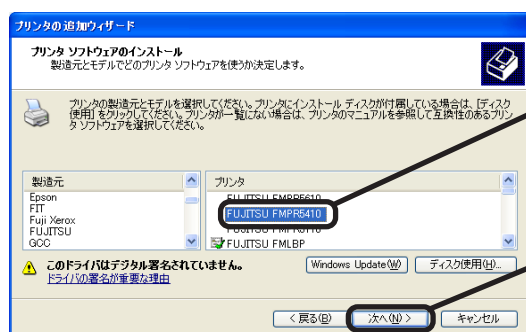 プリンタの追加ウィザード
プリンタ ソフトウェアのインストール
製造元とモデルでどのプリンタ ソフトウェアを使うか決定します。
プリンタの製造元とモデルを選択してください。プリンタにインストール ディスクが付属している場合は、[ディスク
使用] をクリックしてください。プリンタが一覧にない場合は、プリンタのマニュアルを参照して互換性のあるプリン
タ ソフトウェアを選択してください。
製造元
Epson
FIT
Fuji Xerox
FUJITSU
GCC
プリンタ
FUJITSU FMPR5610
FUJITSU FMPR5410
FUJITSU FMLBP
このドライバはデジタル署名されていません。
ドライバの署名が重要な理由
Windows Update(W)
ディスク使用(H)...
< 戻る(B)
次へ(N) >
キャンセル